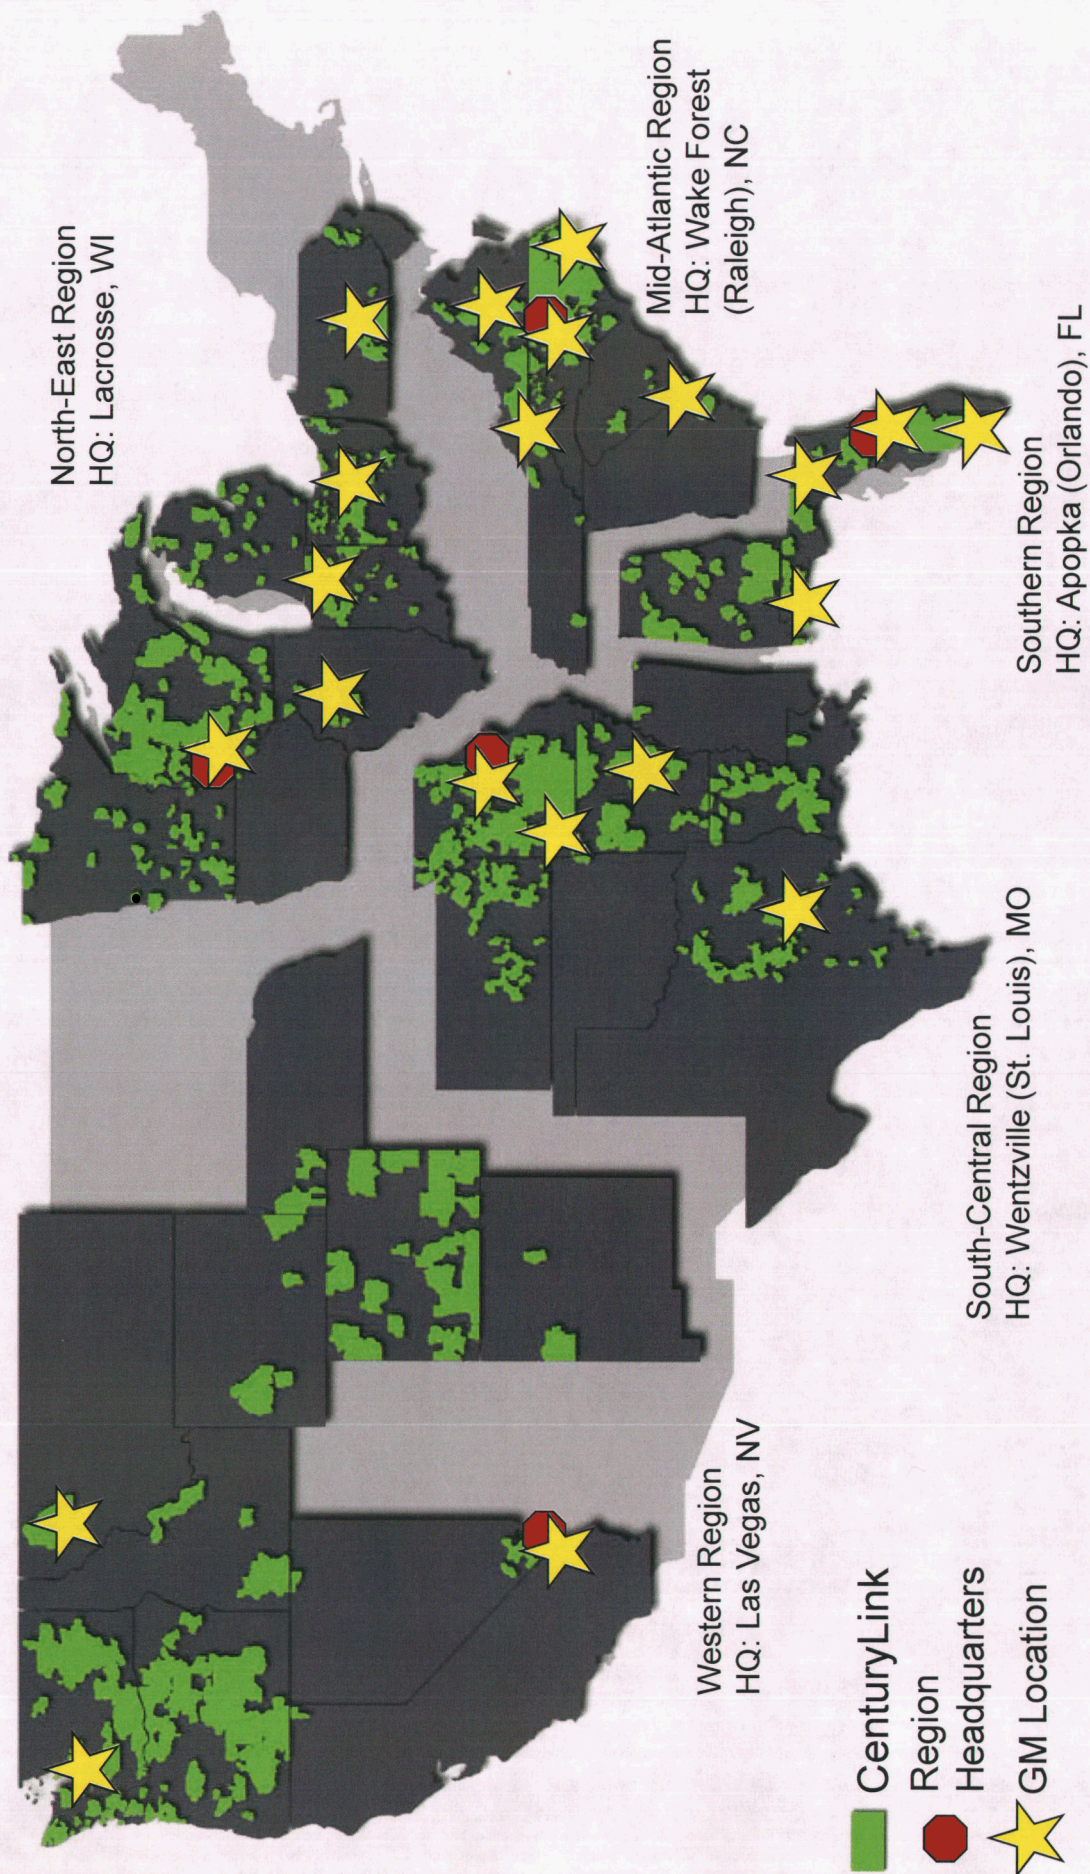 North-East Region
HQ: Lacrosse, WI
Mid-Atlantic Region
HQ: Wake Forest
(Raleigh), NC
Southern Region
HQ: Apopka (Orlando), FL
South-Central Region
HQ: Wentzville (St. Louis), MO
Western Region
HQ: Las Vegas, NV
CenturyLink
Region
Headquarters
GM Location